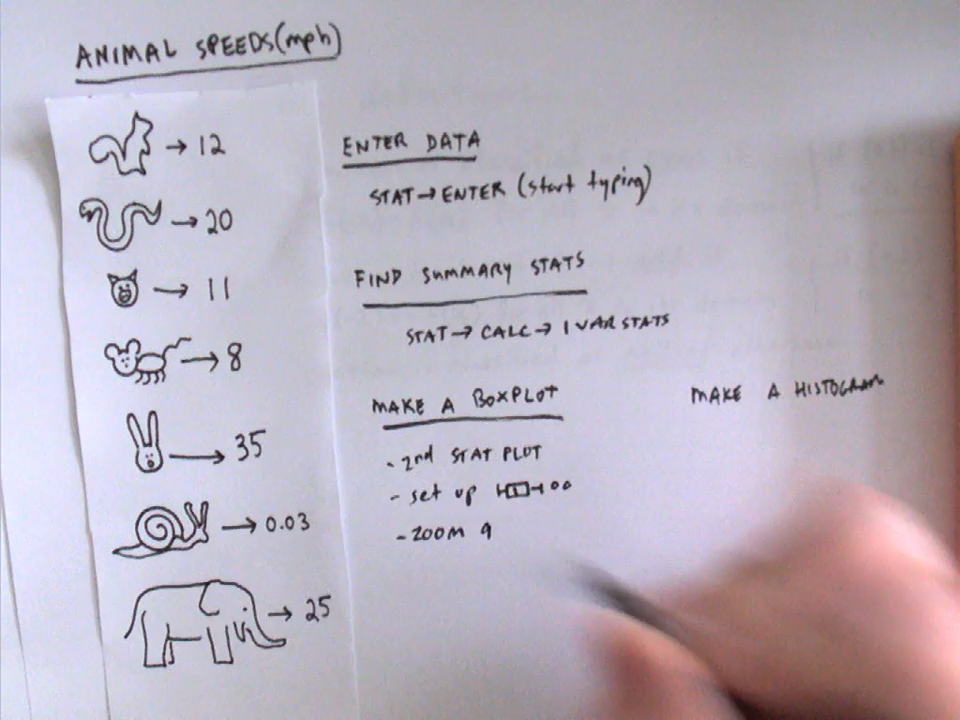 ANIMAL SPEEDS (mph)
→ 12
→ 20
→ 11
→ 8
→ 35
→ 0.03
→ 25
ENTER DATA
STAT → ENTER (start typing)
FIND SUMMARY STATS
STAT → CALC → 1 VAR STATS
MAKE A BOXPLOT
- 2nd STAT PLOT
- set up
- ZOOM 9
MAKE A HISTOGRAM